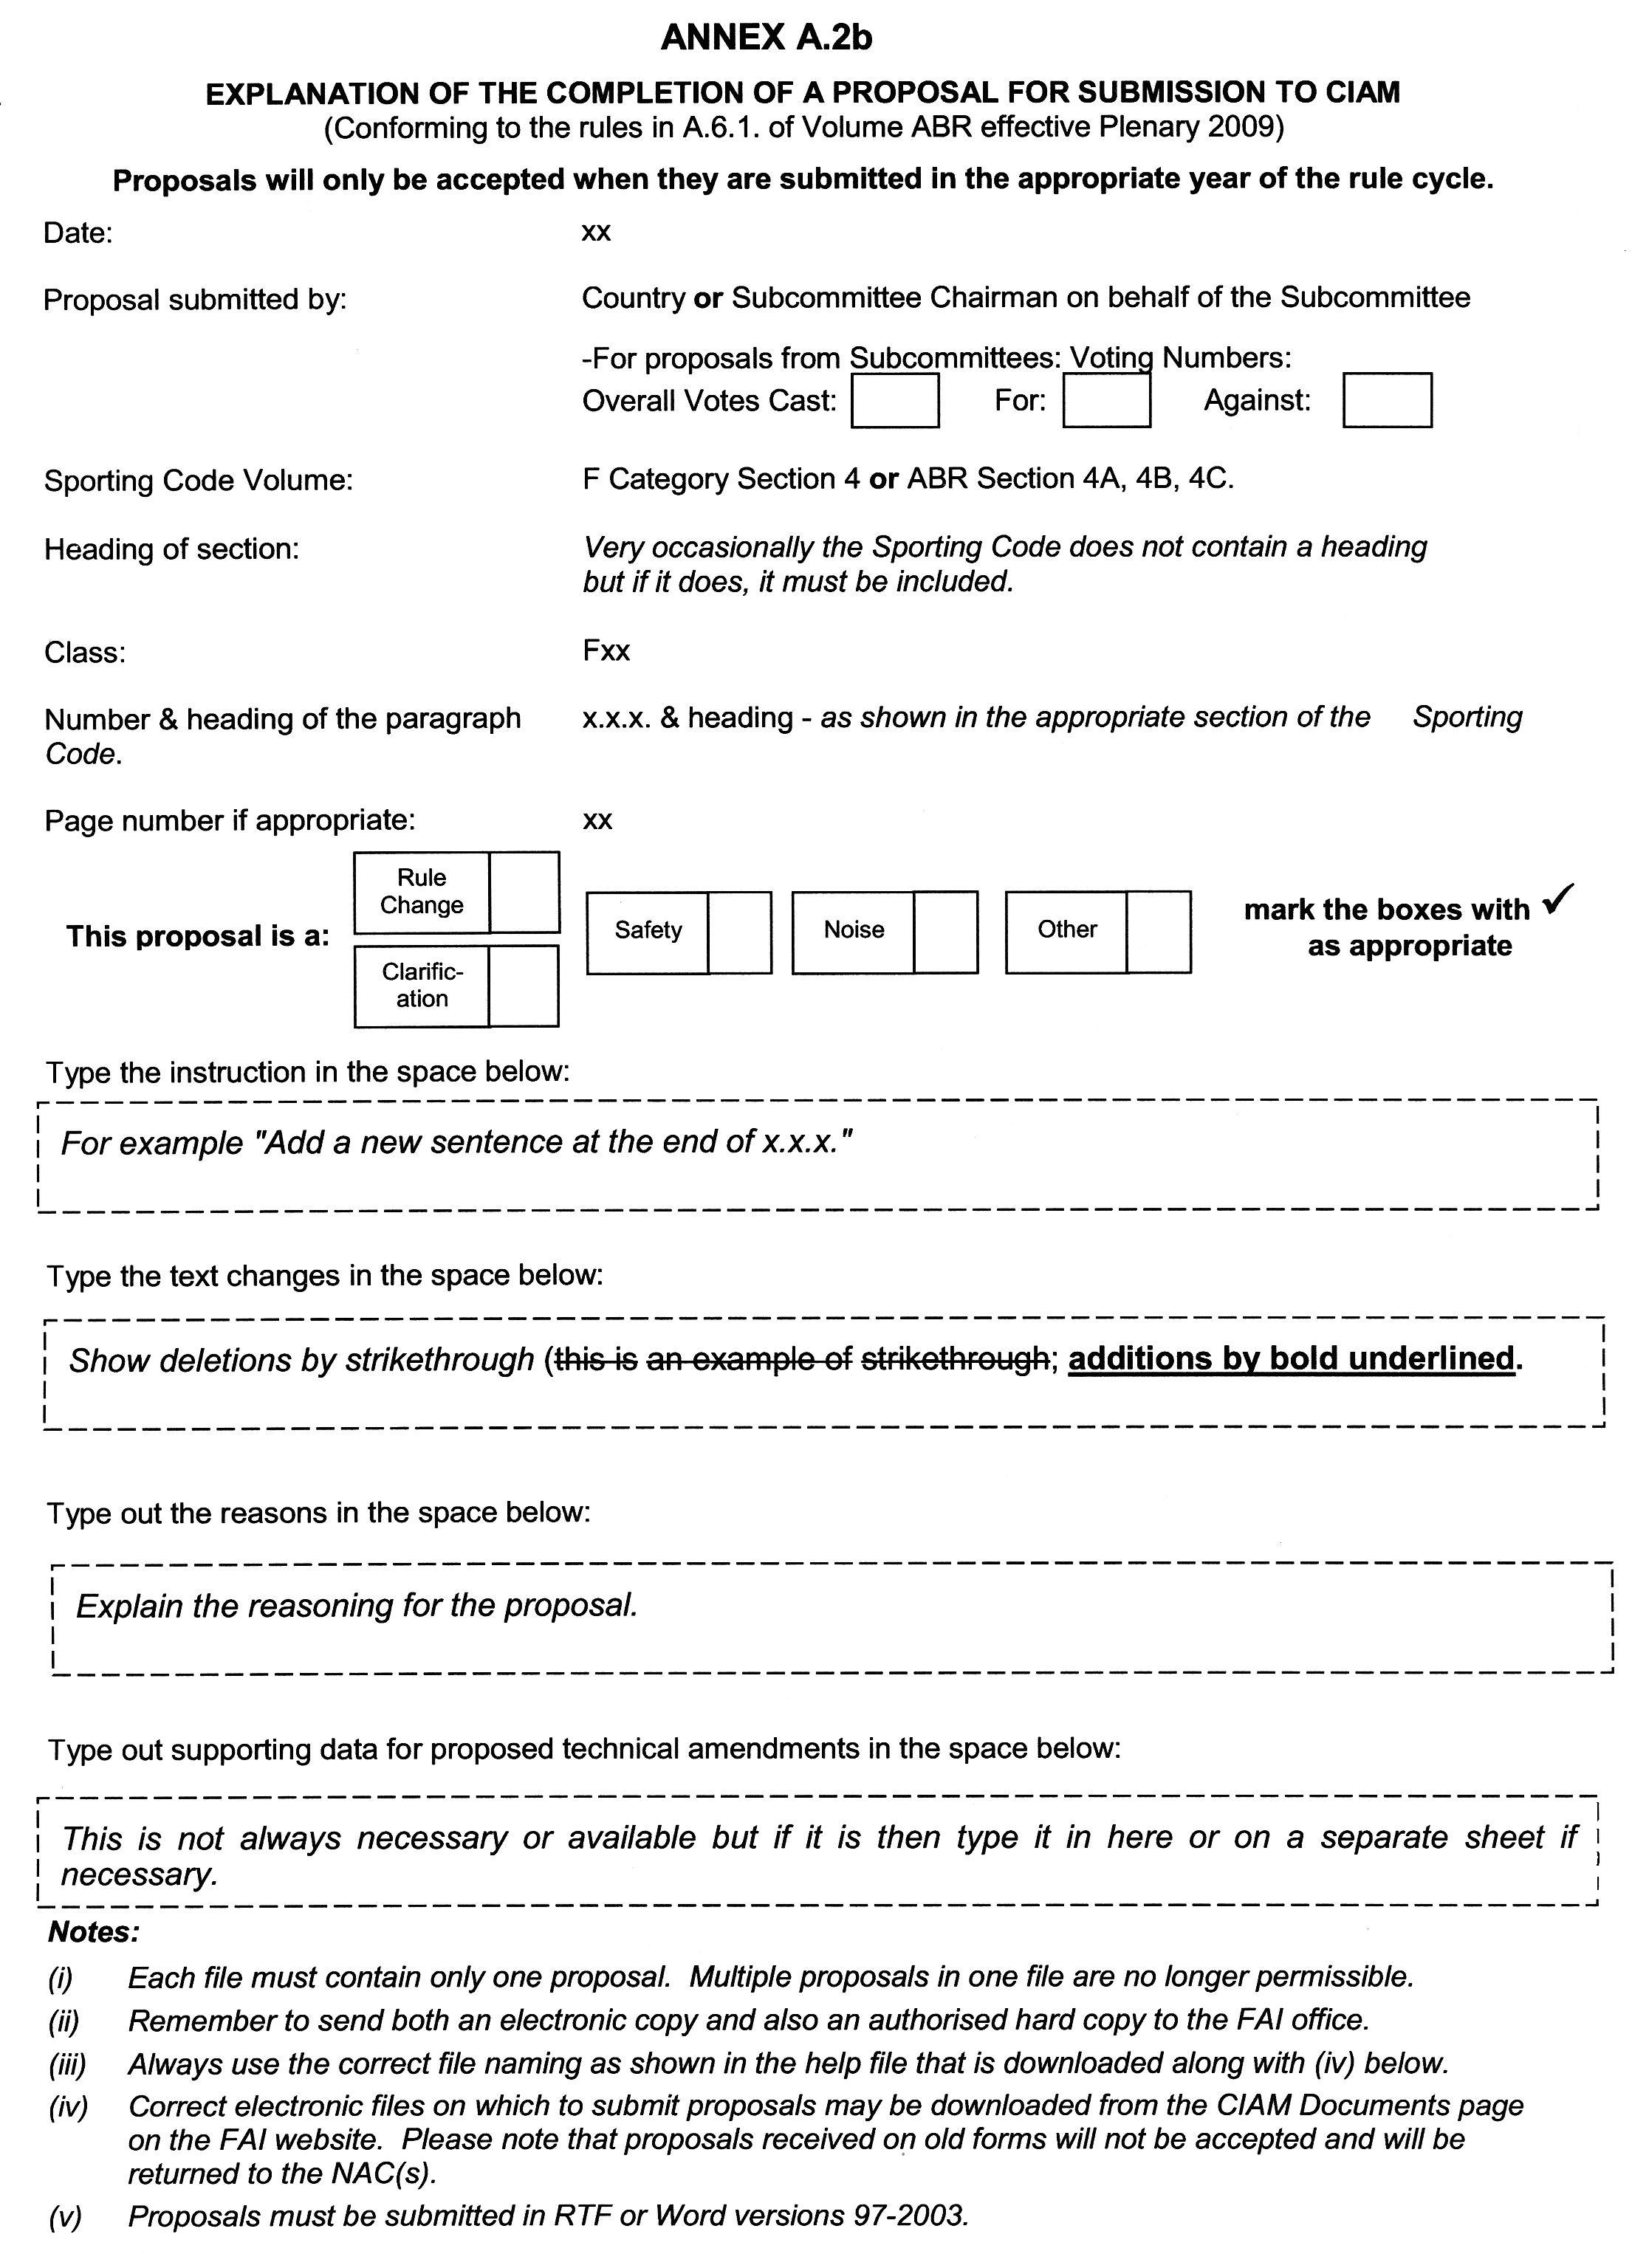 ANNEX A.2b
EXPLANATION OF THE COMPLETION OF A PROPOSAL FOR SUBMISSION TO CIAM
(Conforming to the rules in A.6.1. of Volume ABR effective Plenary 2009)
Proposals will only be accepted when they are submitted in the appropriate year of the rule cycle.
Date: xx
Proposal submitted by: Country or Subcommittee Chairman on behalf of the Subcommittee
-For proposals from Subcommittees: Voting Numbers:
Overall Votes Cast: For: Against:
Sporting Code Volume: F Category Section 4 or ABR Section 4A, 4B, 4C.
Heading of section: Very occasionally the Sporting Code does not contain a heading
but if it does, it must be included.
Class: Fxx
Number & heading of the paragraph x.x.x. & heading - as shown in the appropriate section of the Sporting
Code.
Page number if appropriate: xx
This proposal is a:
Rule
Change
Clarific-
ation
Safety
Noise
Other
mark the boxes with ✓
as appropriate
Type the instruction in the space below:
For example "Add a new sentence at the end of x.x.x."
Type the text changes in the space below:
Show deletions by strikethrough (this is an example of strikethrough; additions by bold underlined.
Type out the reasons in the space below:
Explain the reasoning for the proposal.
Type out supporting data for proposed technical amendments in the space below:
This is not always necessary or available but if it is then type it in here or on a separate sheet if
necessary.
Notes:
(i) Each file must contain only one proposal. Multiple proposals in one file are no longer permissible.
(ii) Remember to send both an electronic copy and also an authorised hard copy to the FAI office.
(iii) Always use the correct file naming as shown in the help file that is downloaded along with (iv) below.
(iv) Correct electronic files on which to submit proposals may be downloaded from the CIAM Documents page
on the FAI website. Please note that proposals received on old forms will not be accepted and will be
returned to the NAC(s).
(v) Proposals must be submitted in RTF or Word versions 97-2003.